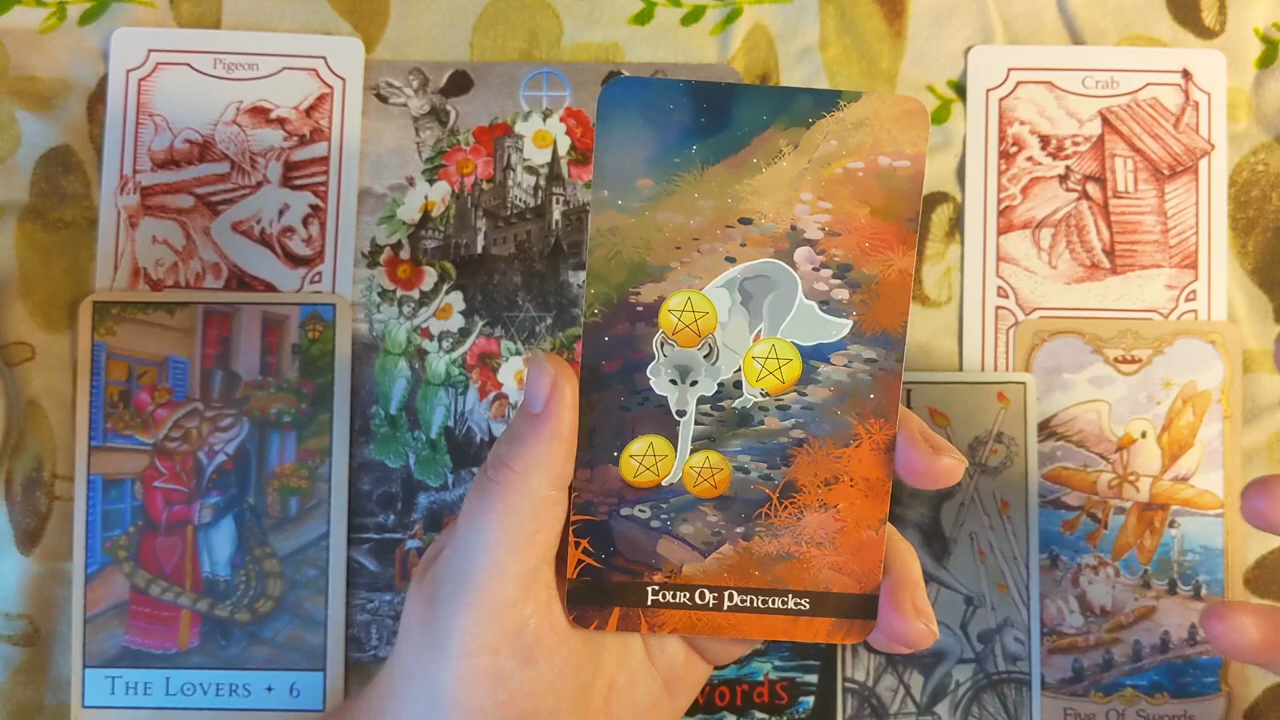 Pigeon
Crab
Four Of Pentacles
The Lovers + 6
words
Five Of Swords